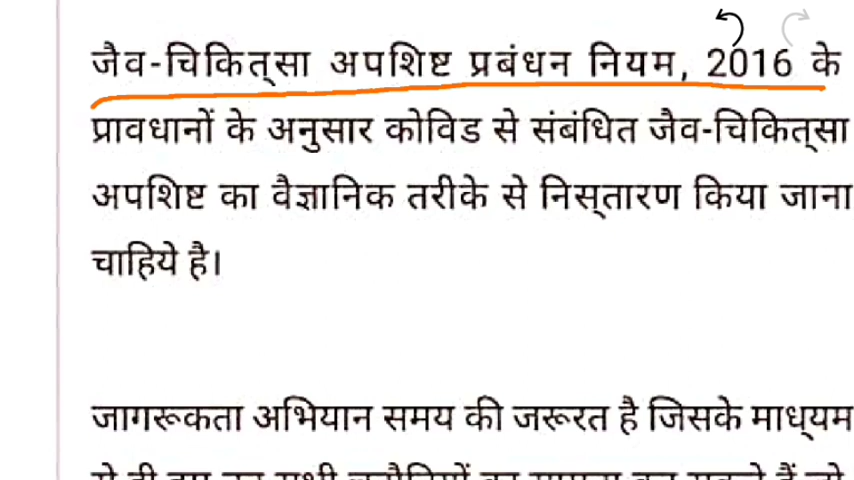 जैव-चिकित्सा अपशिष्ट प्रबंधन नियम, 2016 के
प्रावधानों के अनुसार कोविड से संबंधित जैव-चिकित्सा
अपशिष्ट का वैज्ञानिक तरीके से निस्तारण किया जाना
चाहिये है।
जागरूकता अभियान समय की जरूरत है जिसके माध्यम